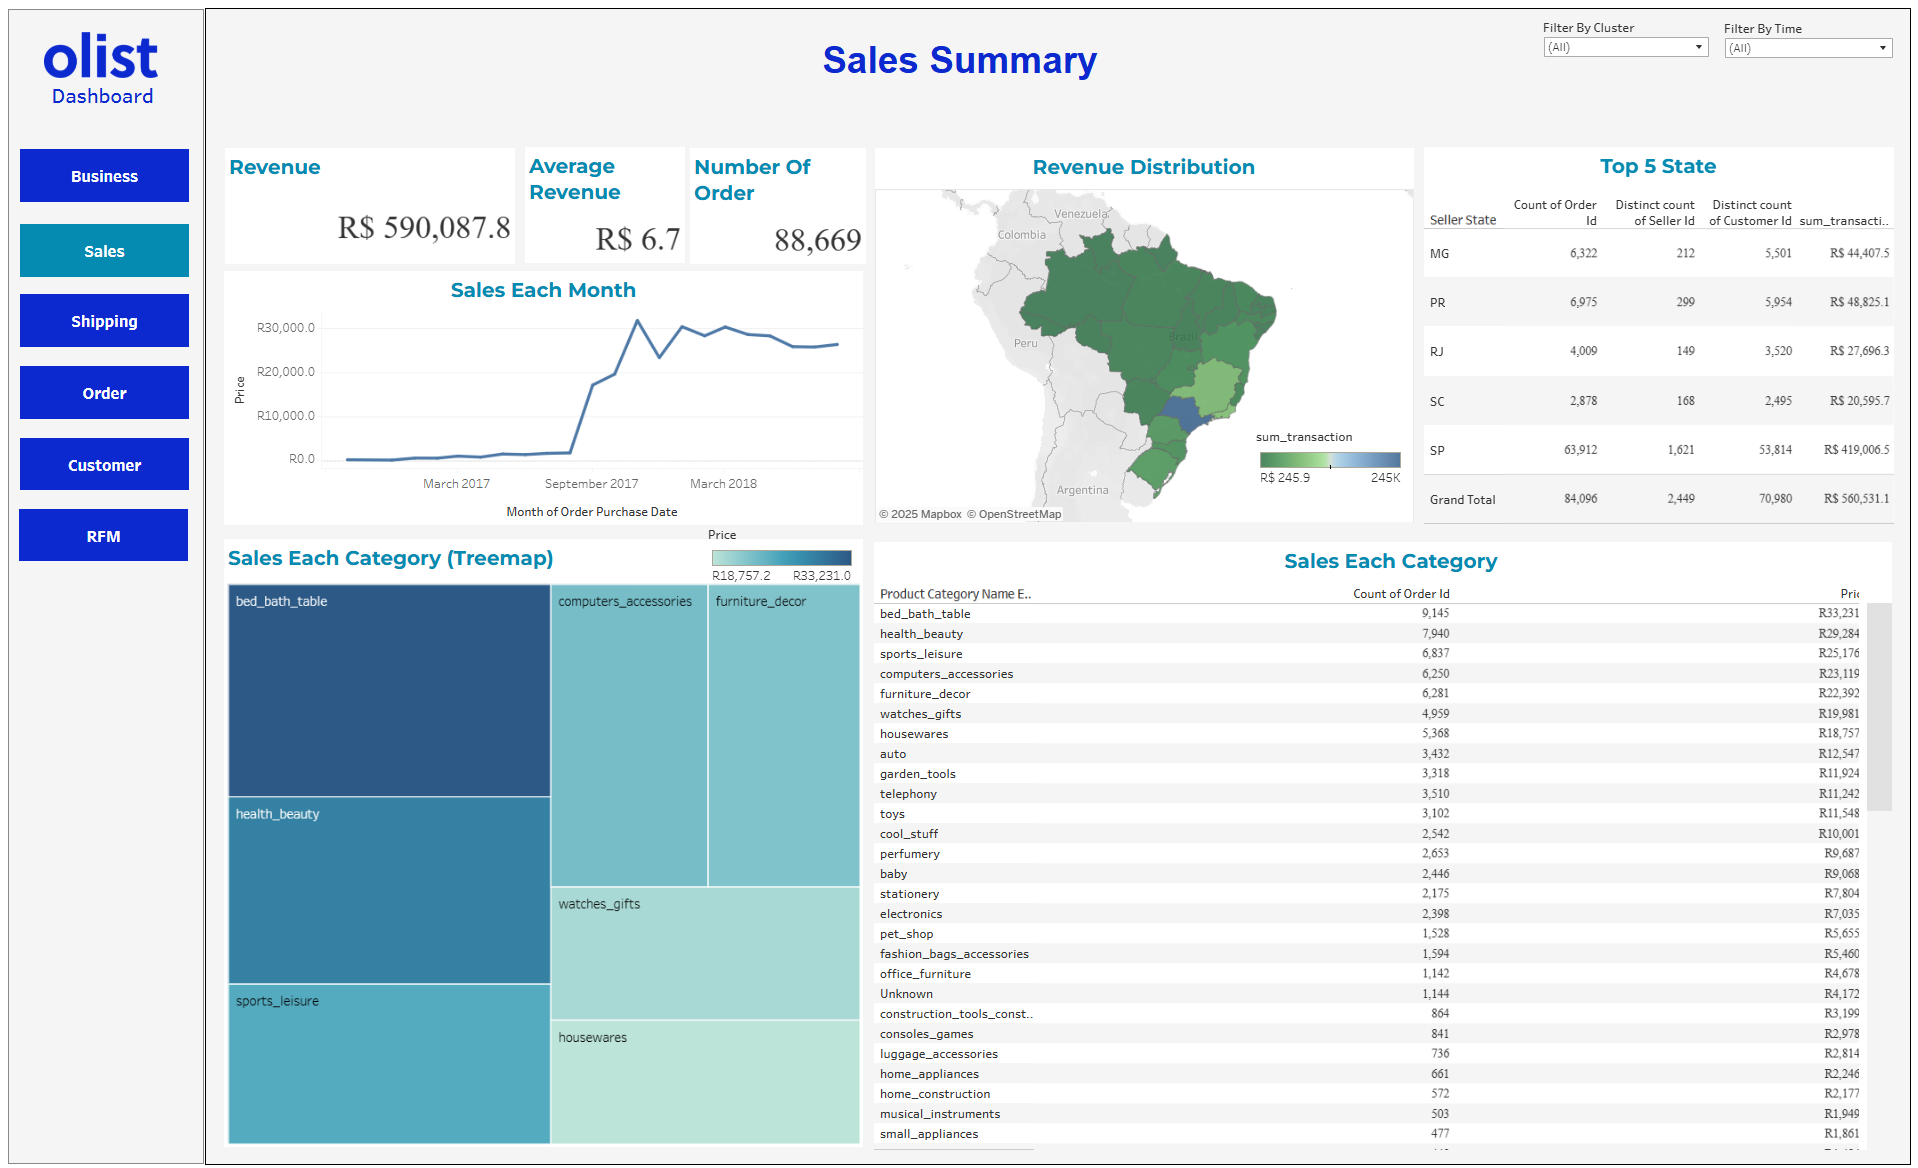 olist
Dashboard
Business
Sales
Shipping
Order
Customer
RFM
Sales Summary
Filter By Cluster
(All)
Filter By Time
(All)
Revenue
R$ 590,087.8
Average
Revenue
R$ 6.7
Number Of
Order
88,669
Sales Each Month
Price
R30,000.0
R20,000.0
R10,000.0
R0.0
March 2017
September 2017
March 2018
Month of Order Purchase Date
Revenue Distribution
Venezuela
Colombia
Peru
Brazil
Argentina
sum_transaction
R$ 245.9 245K
© 2025 Mapbox © OpenStreetMap
Top 5 State
Seller State Count of Order Id Distinct count of Seller Id Distinct count of Customer Id sum_transacti..
MG 6,322 212 5,501 R$ 44,407.5
PR 6,975 299 5,954 R$ 48,825.1
RJ 4,009 149 3,520 R$ 27,696.3
SC 2,878 168 2,495 R$ 20,595.7
SP 63,912 1,621 53,814 R$ 419,006.5
Grand Total 84,096 2,449 70,980 R$ 560,531.1
Sales Each Category (Treemap)
Price
R18,757.2 R33,231.0
bed_bath_table
health_beauty
sports_leisure
computers_accessories
furniture_decor
watches_gifts
housewares
Sales Each Category
Product Category Name E.. Count of Order Id Pric
bed_bath_table 9,145 R33,231
health_beauty 7,940 R29,284
sports_leisure 6,837 R25,176
computers_accessories 6,250 R23,119
furniture_decor 6,281 R22,392
watches_gifts 4,959 R19,981
housewares 5,368 R18,757
auto 3,432 R12,547
garden_tools 3,318 R11,924
telephony 3,510 R11,242
toys 3,102 R11,548
cool_stuff 2,542 R10,001
perfumery 2,653 R9,687
baby 2,446 R9,068
stationery 2,175 R7,804
electronics 2,398 R7,035
pet_shop 1,528 R5,655
fashion_bags_accessories 1,594 R5,460
office_furniture 1,142 R4,678
Unknown 1,144 R4,172
construction_tools_const.. 864 R3,199
consoles_games 841 R2,978
luggage_accessories 736 R2,814
home_appliances 661 R2,246
home_construction 572 R2,177
musical_instruments 503 R1,949
small_appliances 477 R1,861